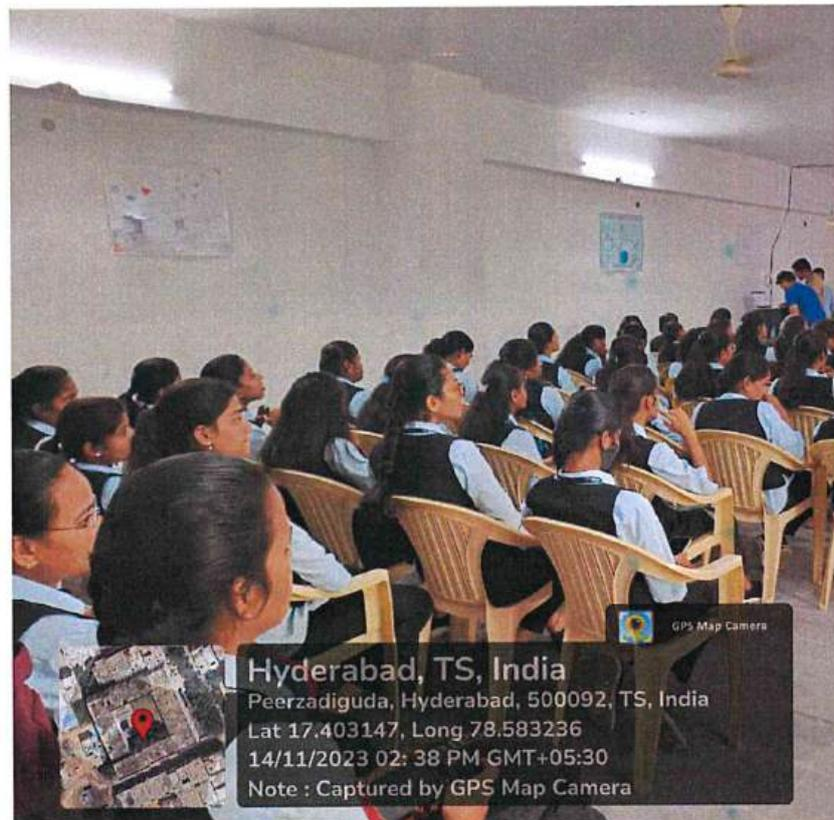 GPS Map Camera
Hyderabad, TS, India
Peerzadiguda, Hyderabad, 500092, TS, India
Lat 17.403147, Long 78.583236
14/11/2023 02: 38 PM GMT+05:30
Note : Captured by GPS Map Camera